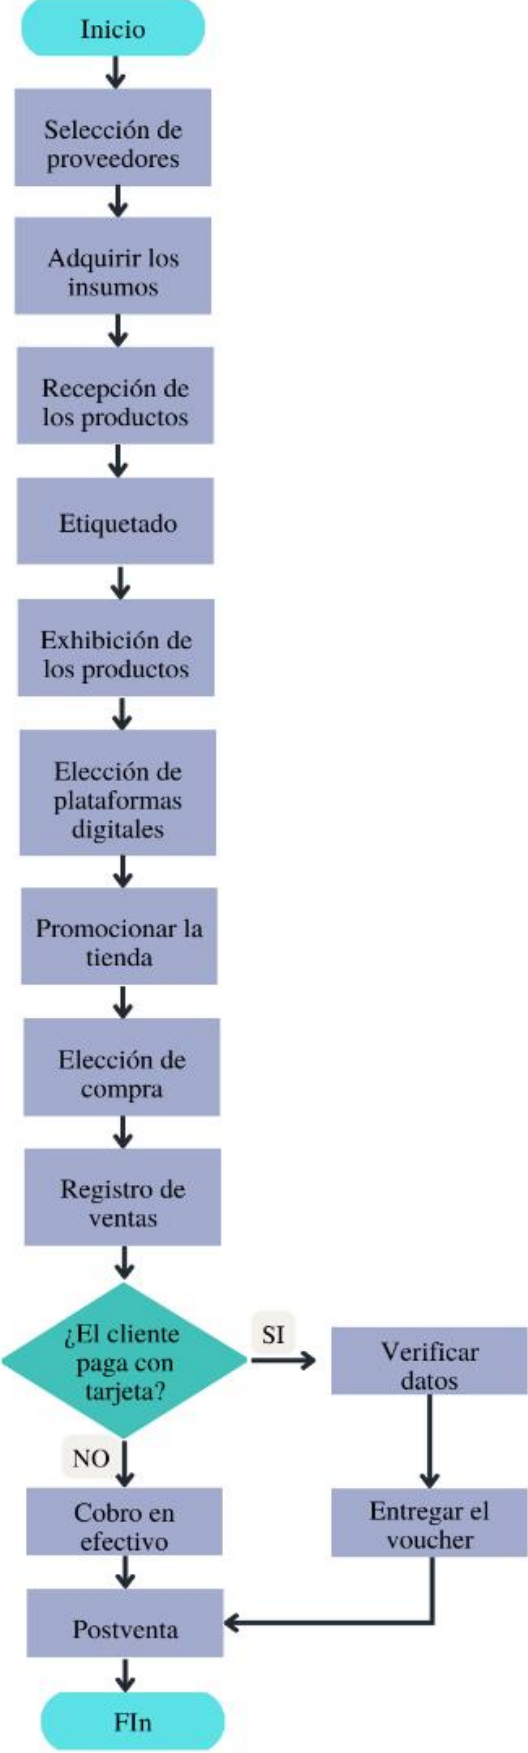 Inicio
Selección de
proveedores
Adquirir los
insumos
Recepción de
los productos
Etiquetado
Exhibición de
los productos
Elección de
plataformas
digitales
Promocionar la
tienda
Elección de
compra
Registro de
ventas
¿El cliente
paga con
tarjeta?
SI
Verificar
datos
NO
Cobro en
efectivo
Entregar el
voucher
Postventa
FIn